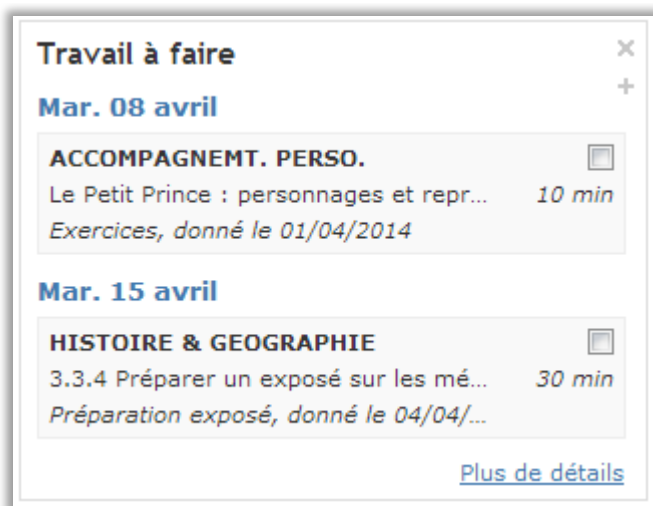 Travail à faire
Mar. 08 avril
ACCOMPAGNEMT. PERSO.
Le Petit Prince : personnages et repr... 10 min
Exercices, donné le 01/04/2014
Mar. 15 avril
HISTOIRE & GEOGRAPHIE
3.3.4 Préparer un exposé sur les mé... 30 min
Préparation exposé, donné le 04/04/...
Plus de détails